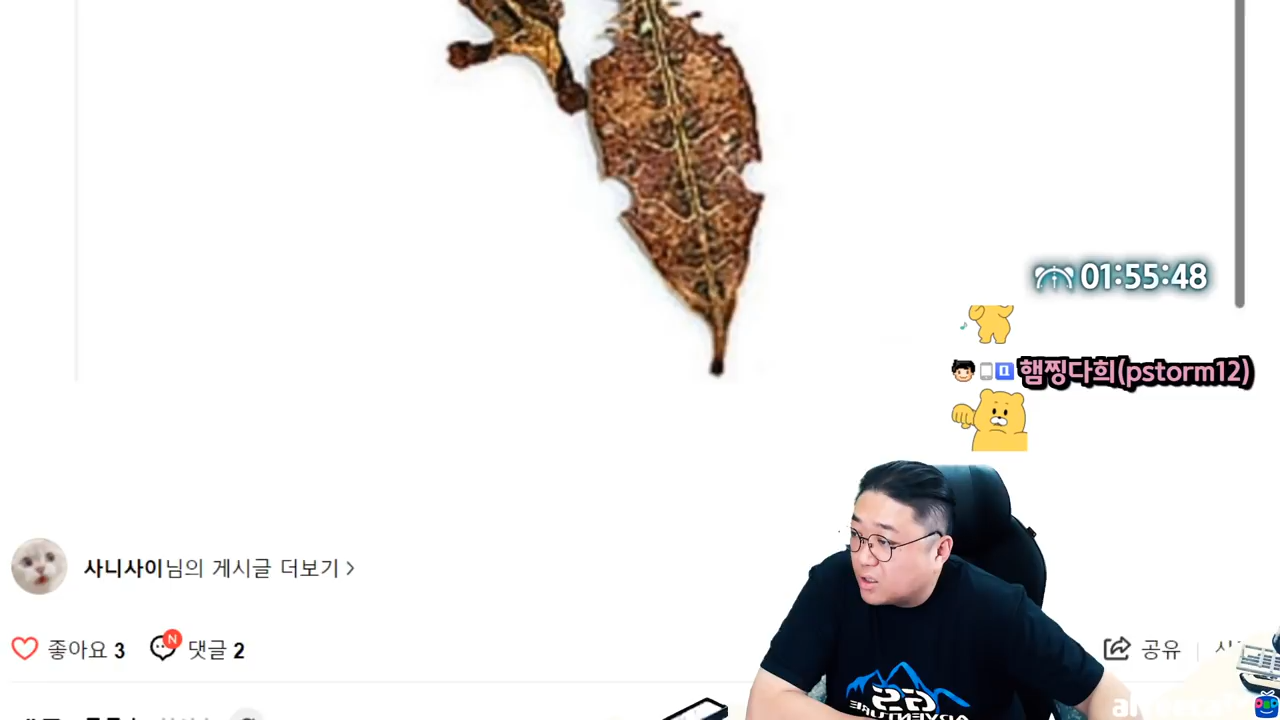 01:55:48
햄찡다희(pstorm12)
사니사이님의 게시글 더보기 >
좋아요 3 댓글 2
N
공유